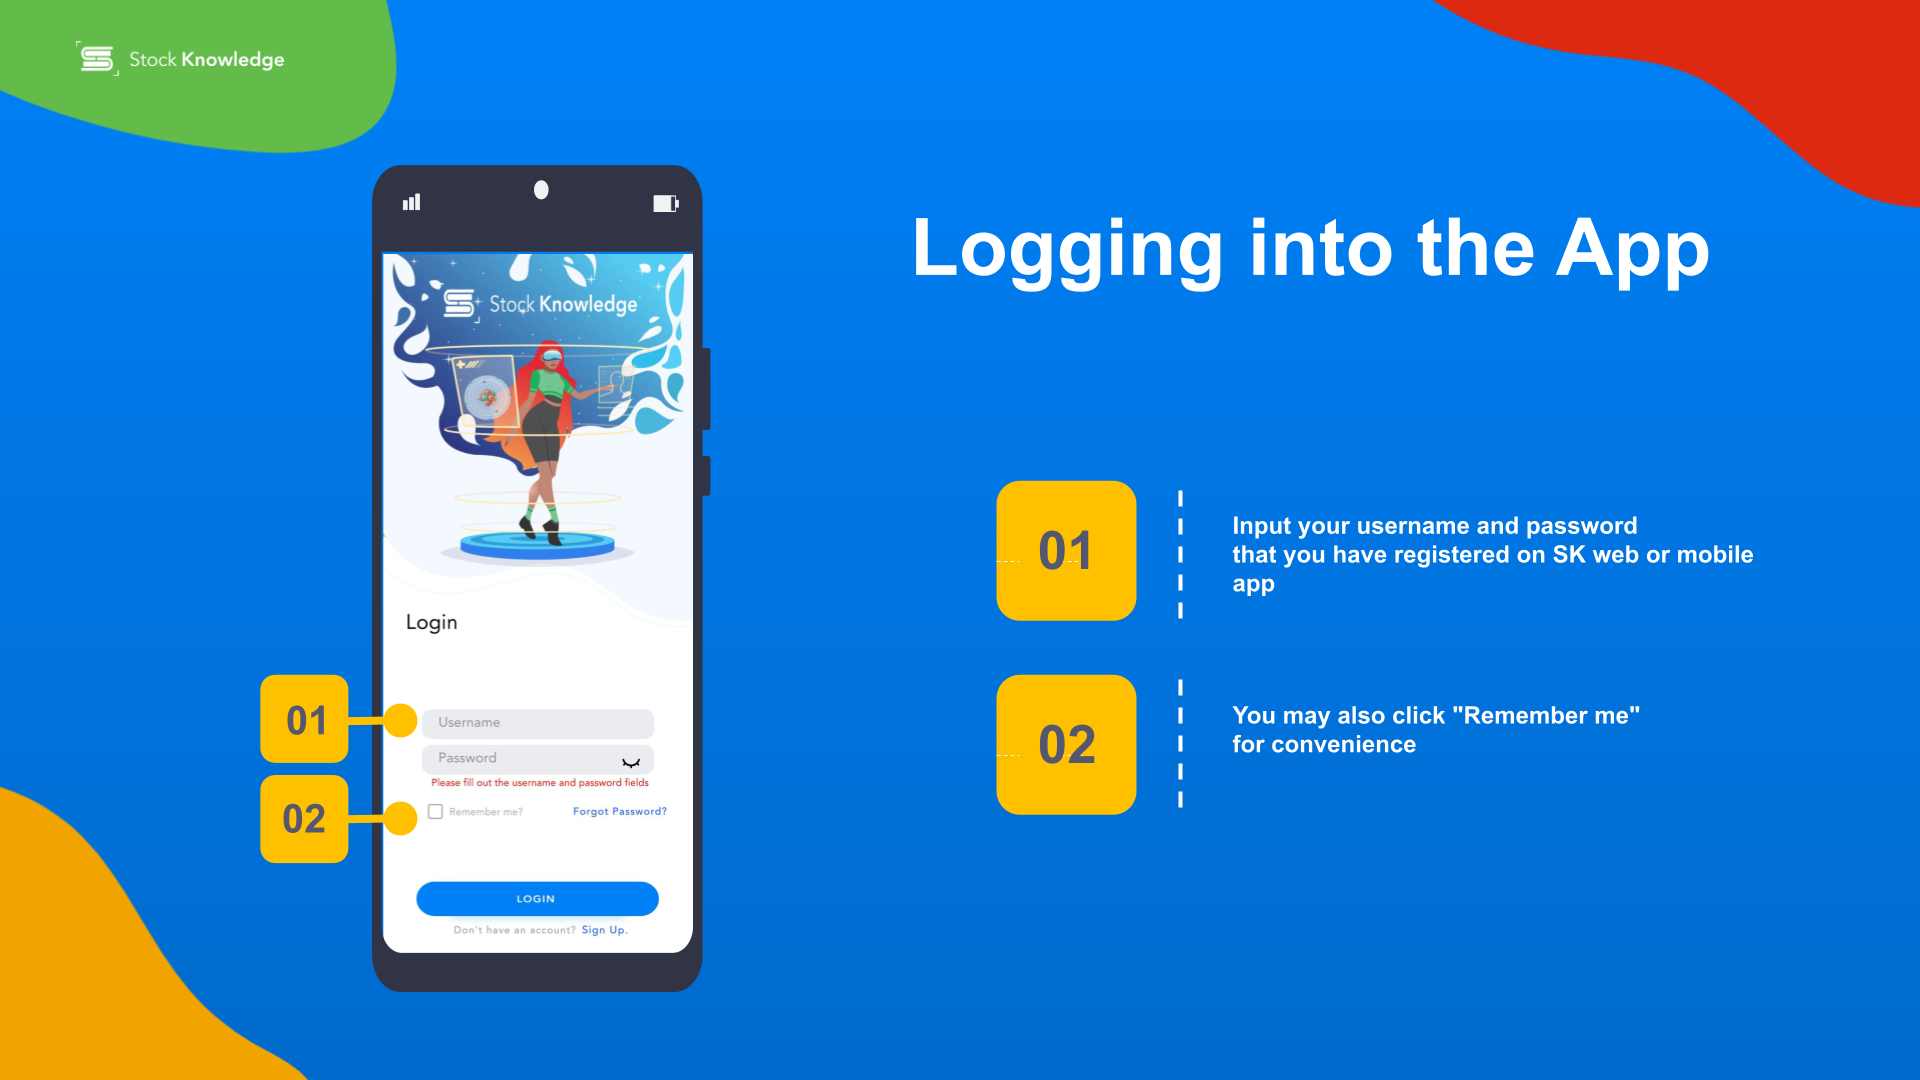 Stock Knowledge
Logging into the App
Stock Knowledge
01
Input your username and password
that you have registered on SK web or mobile
app
02
You may also click "Remember me"
for convenience
Login
01
Username
Password
Please fill out the username and password fields
02
Remember me?
Forgot Password?
LOGIN
Don't have an account? Sign Up.